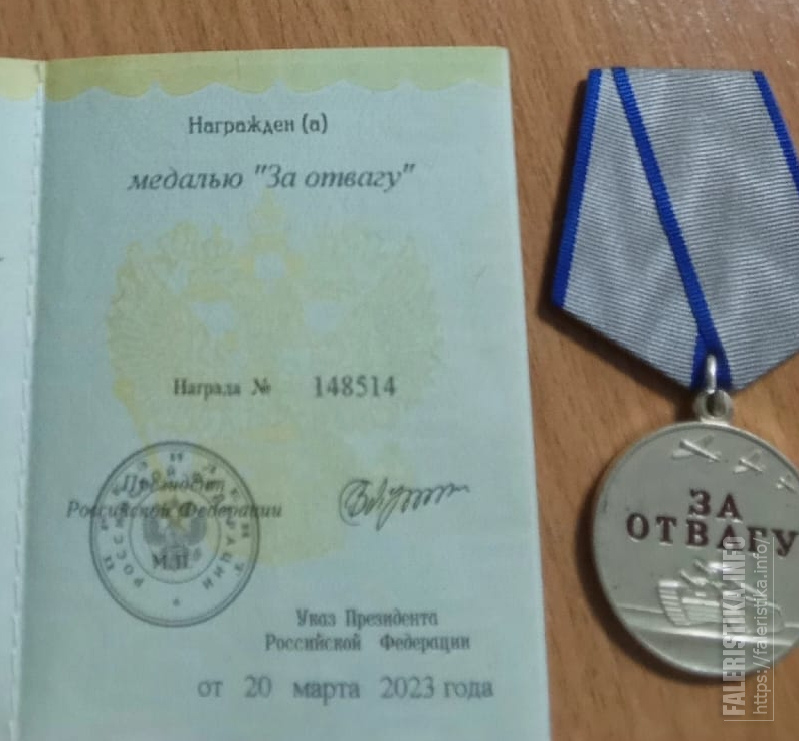 Награжден (а)
медалью "За отвагу"
Награда № 148514
Президент
Российской Федерации
М.П.
Указ Президента
Российской Федерации
от 20 марта 2023 года
ЗА
ОТВАГУ
FALERISTIKA.INFO
https://faleristika.info/